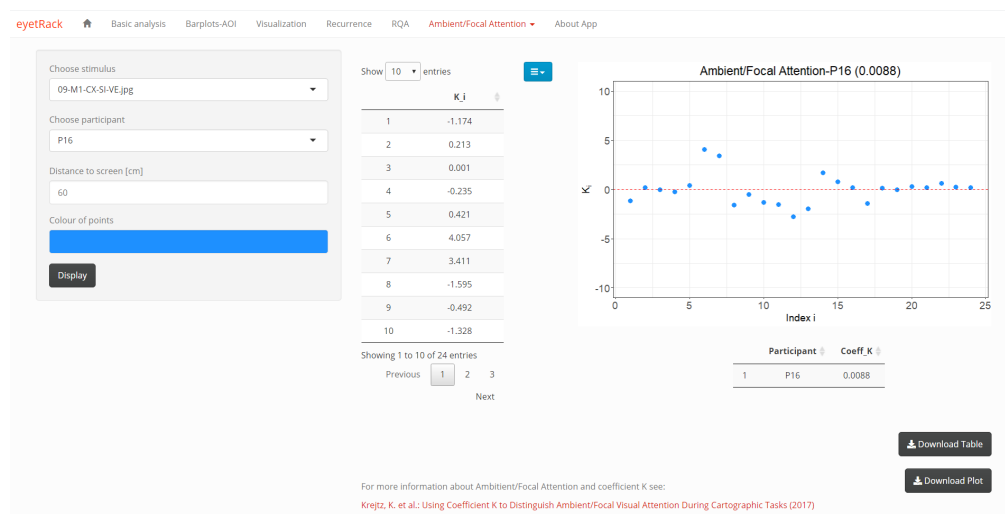 eyetRack Basic analysis Barplots-AOI Visualization Recurrence RQA Ambient/Focal Attention About App
Choose stimulus
09-M1-CX-SI-VE.jpg
Choose participant
P16
Distance to screen [cm]
60
Colour of points
Display
Show 10 entries
K_i
1 -1.174
2 0.213
3 0.001
4 -0.235
5 0.421
6 4.057
7 3.411
8 -1.595
9 -0.492
10 -1.328
Showing 1 to 10 of 24 entries
Previous 1 2 3
Next
Ambient/Focal Attention-P16 (0.0088)
10
5
0
-5
-10
Ki
0 5 10 15 20 25
Index i
Participant Coeff_K
1 P16 0.0088
Download Table
Download Plot
For more information about Ambitient/Focal Attention and coefficient K see:
Krejtz, K. et al.: Using Coefficient K to Distinguish Ambient/Focal Visual Attention During Cartographic Tasks (2017)